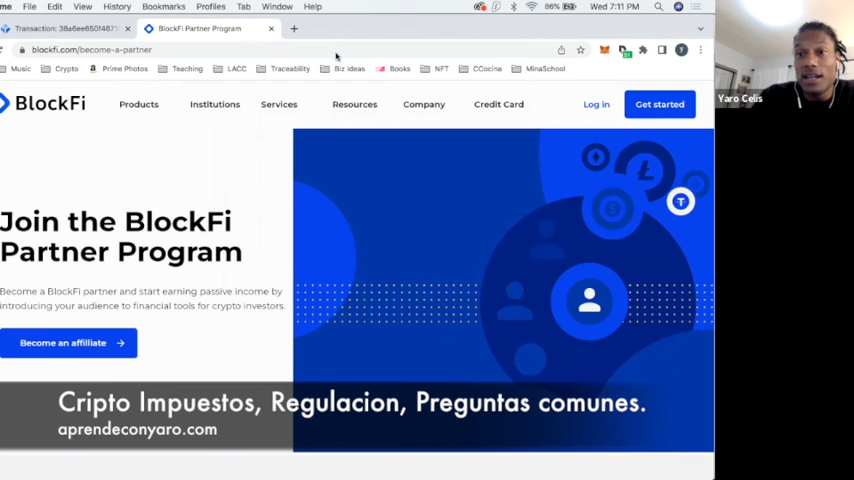 File Edit View History Bookmarks Profiles Tab Window Help
86% Wed 7:11 PM
Transaction: 38a6ee650f4671
BlockFi Partner Program
blockfi.com/become-a-partner
Music Crypto Prime Photos Teaching LACC Traceability Biz Ideas Books NFT CCocina MinaSchool
Yaro Celis
BlockFi
Products Institutions Services Resources Company Credit Card Log in Get started
Join the BlockFi
Partner Program
Become a BlockFi partner and start earning passive income by
introducing your audience to financial tools for crypto investors.
Become an affilliate
Cripto Impuestos, Regulacion, Preguntas comunes.
aprendeconyaro.com